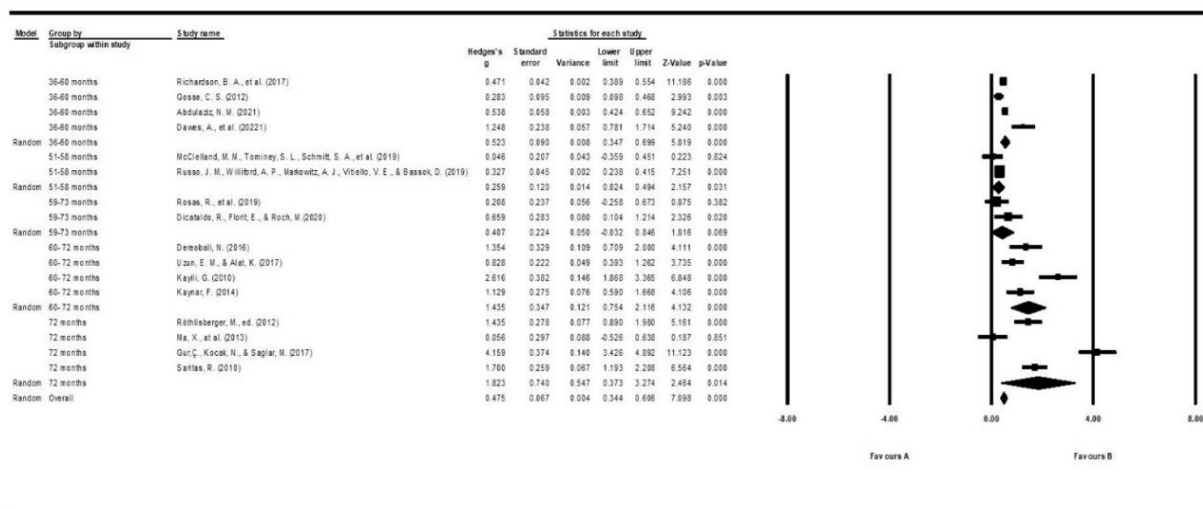 Model Group by Study name Statistics for each study
Subgroup within study
Hedges's Standard Lower Upper
g error Variance limit limit Z-Value p-Value
36-60 months Richardson, B. A., et al. (2017) 0.471 0.042 0.002 0.389 0.554 11.186 0.000
36-60 months Gosse, C. S. (2012) 0.283 0.095 0.009 0.098 0.468 2.993 0.003
36-60 months Abdulaziz, N. M. (2021) 0.538 0.058 0.003 0.424 0.652 9.242 0.000
36-60 months Dawes, A., et al. (20221) 1.248 0.238 0.057 0.781 1.714 5.240 0.000
Random 36-60 months 0.523 0.090 0.008 0.347 0.699 5.819 0.000
51-58 months McClelland, M. M., Tominey, S. L., Schmitt, S. A., et al. (2019) 0.046 0.207 0.043 -0.359 0.451 0.223 0.824
51-58 months Russo, J. M., Williford, A. P., Markowitz, A. J., Vitiello, V. E., & Bassok, D. (2019) 0.327 0.045 0.002 0.238 0.415 7.251 0.000
Random 51-58 months 0.259 0.120 0.014 0.024 0.494 2.157 0.031
59-73 months Rosas, R., et al. (2019) 0.208 0.237 0.056 -0.258 0.673 0.875 0.382
59-73 months Dicataldo, R., Florit, E., & Roch, M.(2020) 0.659 0.283 0.080 0.104 1.214 2.326 0.020
Random 59-73 months 0.407 0.224 0.050 -0.032 0.846 1.816 0.069
60- 72 months Dereobali, N. (2016) 1.354 0.329 0.109 0.709 2.000 4.111 0.000
60- 72 months Uzun, E. M., & Alat, K. (2017) 0.828 0.222 0.049 0.393 1.262 3.735 0.000
60- 72 months Kayili, G. (2010) 2.616 0.382 0.146 1.868 3.365 6.848 0.000
60- 72 months Kaynar, F. (2014) 1.129 0.275 0.076 0.590 1.668 4.106 0.000
Random 60- 72 months 1.435 0.347 0.121 0.754 2.116 4.132 0.000
72 months Röthlisberger, M., ed. (2012) 1.435 0.278 0.077 0.890 1.980 5.161 0.000
72 months Ma, X., at al. (2013) 0.056 0.297 0.088 -0.526 0.638 0.187 0.851
72 months Gur,Ç., Kocak, N., & Saglar, M. (2017) 4.159 0.374 0.140 3.426 4.892 11.123 0.000
72 months Saritas, R. (2010) 1.700 0.259 0.067 1.193 2.208 6.564 0.000
Random 72 months 1.823 0.740 0.547 0.373 3.274 2.464 0.014
Random Overall 0.475 0.067 0.004 0.344 0.606 7.098 0.000
-8.00 -4.00 0.00 4.00 8.00
Favours A Favours B